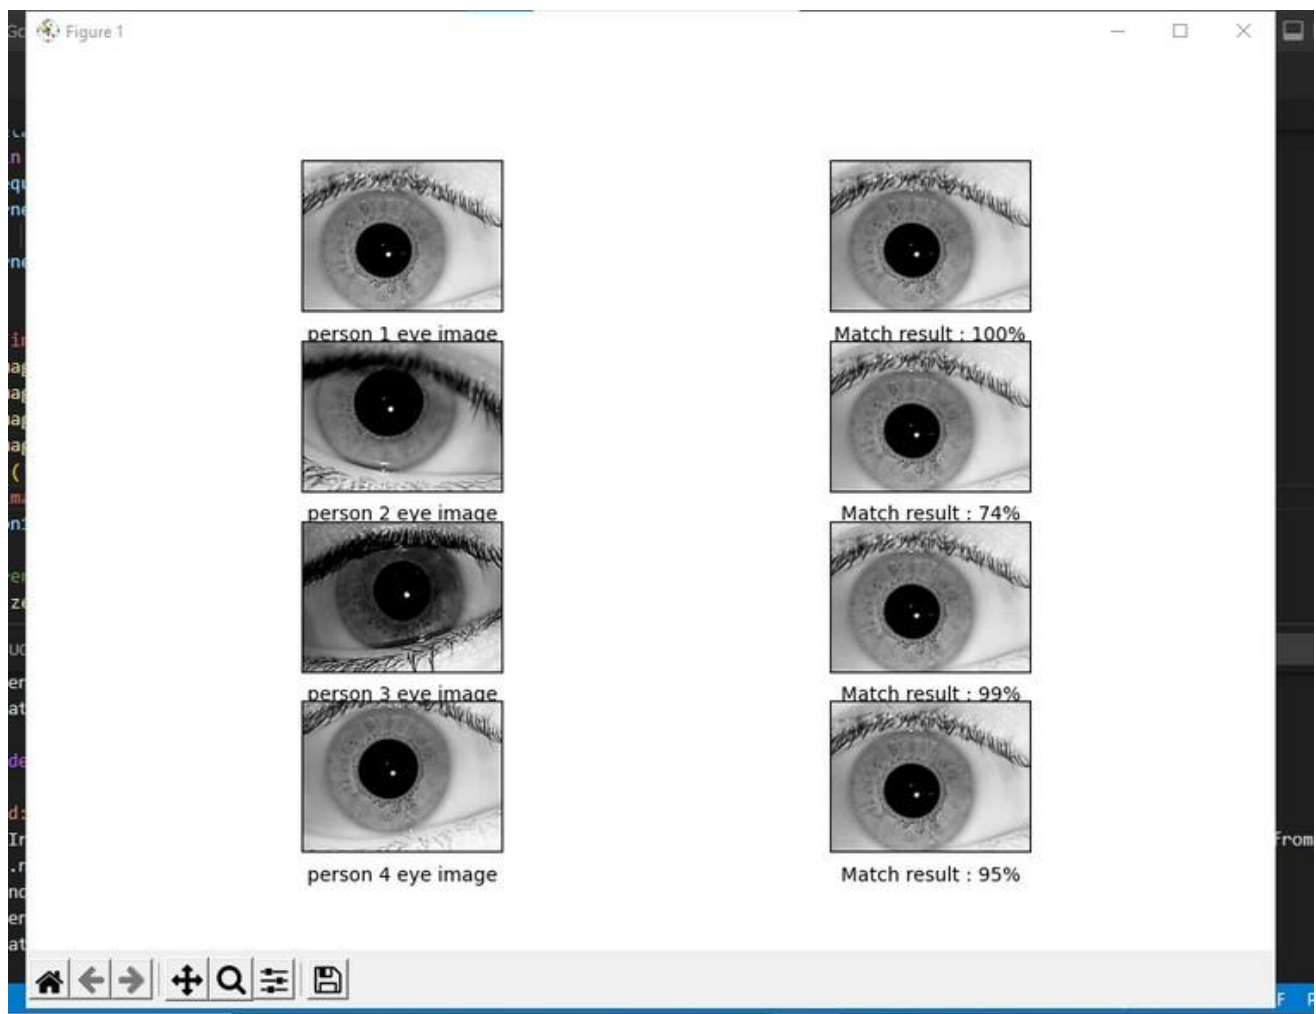 Figure 1
person 1 eye image
Match result : 100%
person 2 eye image
Match result : 74%
person 3 eye image
Match result : 99%
person 4 eye image
Match result : 95%
from